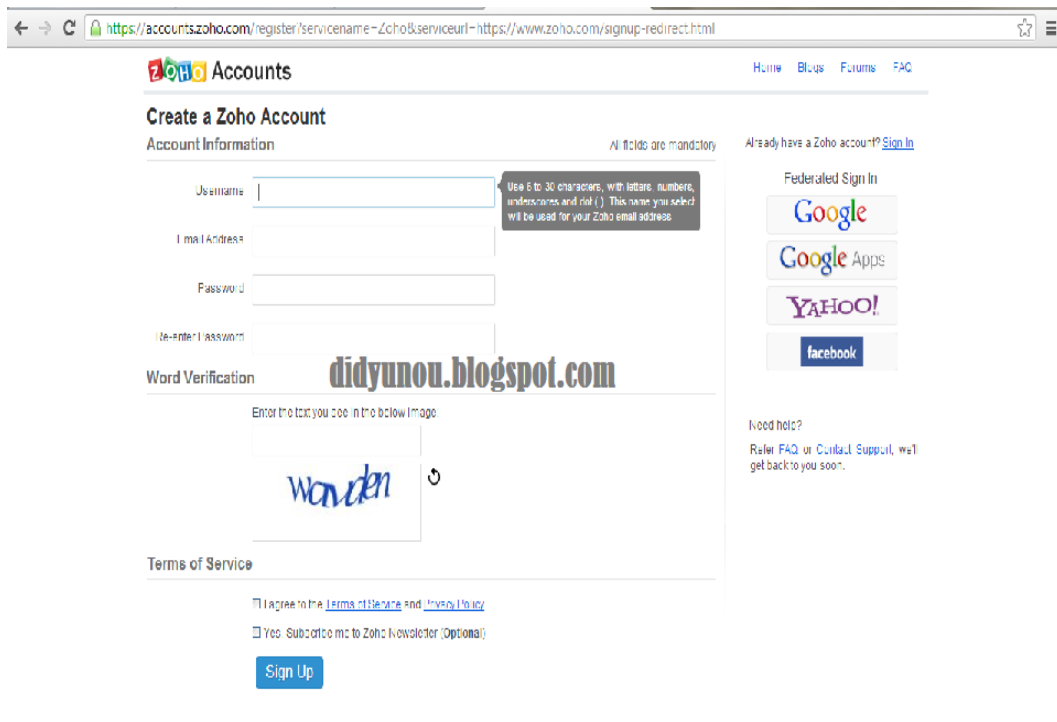 https://accounts.zoho.com/register?servicename=Zoho&serviceurl=https://www.zoho.com/signup-redirect.html
ZOHO Accounts
Home Blogs Forums FAQ
Create a Zoho Account
Account Information
All fields are mandatory
Already have a Zoho account? Sign In
Username
Use 6 to 30 characters, with letters, numbers,
underscores and dot (.). This name you select
will be used for your Zoho email address
Email Address
Password
Re-enter Password
Federated Sign In
Google
Google Apps
YAHOO!
facebook
didyunou.blogspot.com
Word Verification
Enter the text you see in the below image
Need help?
Refer FAQ or Contact Support, we'll
get back to you soon.
Terms of Service
I agree to the Terms of Service and Privacy Policy
Yes, Subscribe me to Zoho Newsletter (Optional)
Sign Up